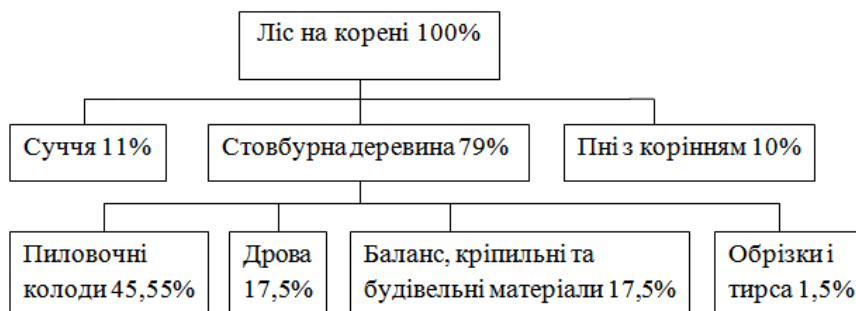 Ліс на корені 100%
Суччя 11%
Стовбурна деревина 79%
Пні з корінням 10%
Пиловочні
колоди 45,55%
Дрова
17,5%
Баланс, кріпильні та
будівельні матеріали 17,5%
Обрізки і
тирса 1,5%